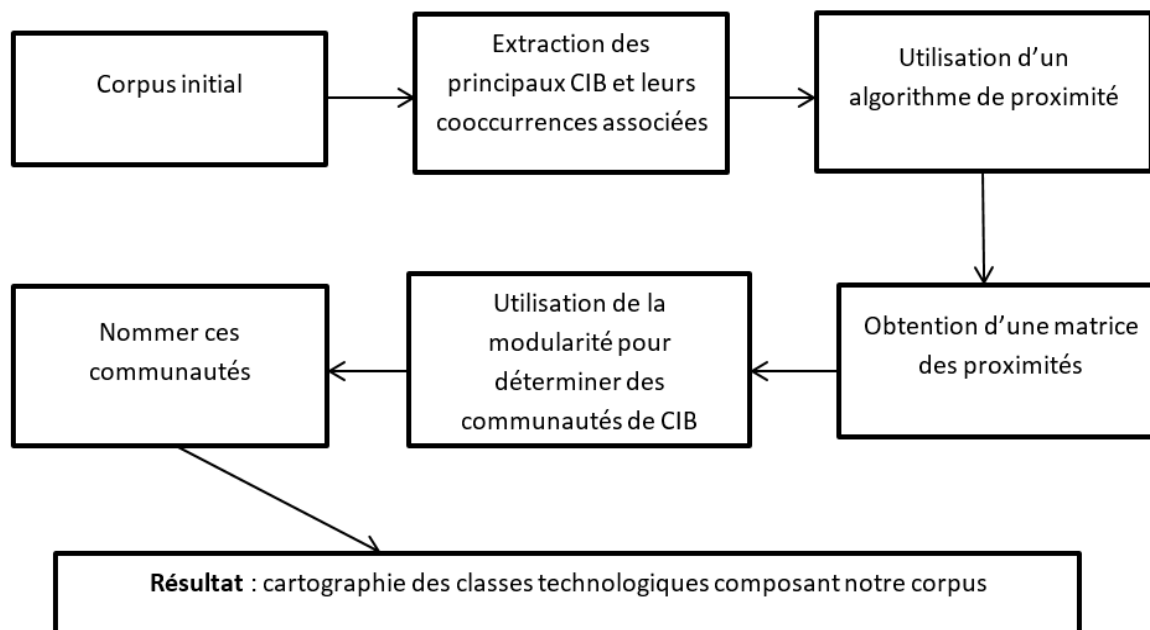 Corpus initial
Extraction des
principaux CIB et leurs
cooccurrences associées
Utilisation d’un
algorithme de proximité
Obtention d’une matrice
des proximités
Utilisation de la
modularité pour
déterminer des
communautés de CIB
Nommer ces
communautés
Résultat : cartographie des classes technologiques composant notre corpus